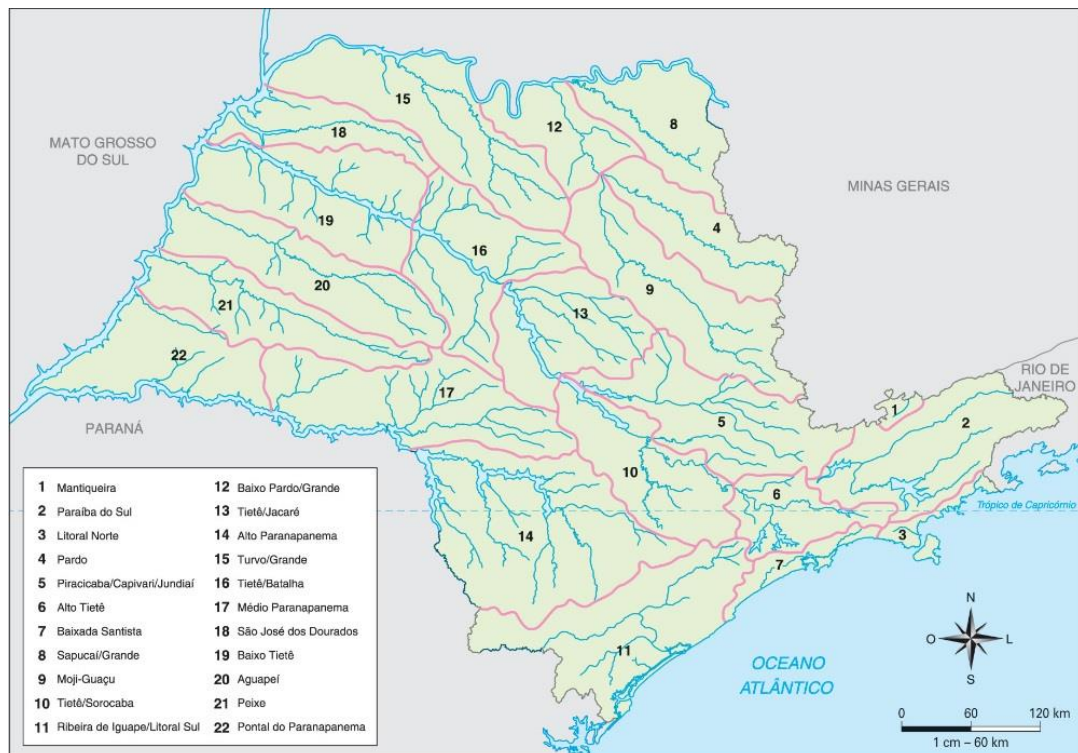 15
8
12
18
MATO GROSSO
DO SUL
MINAS GERAIS
19
4
16
20
9
13
21
22
RIO DE
JANEIRO
17
1
5
2
PARANÁ
10
6
Trópico de Capricórnio
14
3
7
11
OCEANO
ATLÂNTICO
1 Mantiqueira
2 Paraíba do Sul
3 Litoral Norte
4 Pardo
5 Piracicaba/Capivari/Jundiaí
6 Alto Tietê
7 Baixada Santista
8 Sapucaí/Grande
9 Moji-Guaçu
10 Tietê/Sorocaba
11 Ribeira de Iguape/Litoral Sul
12 Baixo Pardo/Grande
13 Tietê/Jacaré
14 Alto Paranapanema
15 Turvo/Grande
16 Tietê/Batalha
17 Médio Paranapanema
18 São José dos Dourados
19 Baixo Tietê
20 Aguapeí
21 Peixe
22 Pontal do Paranapanema
N
O
L
S
0 60 120 km
1 cm – 60 km